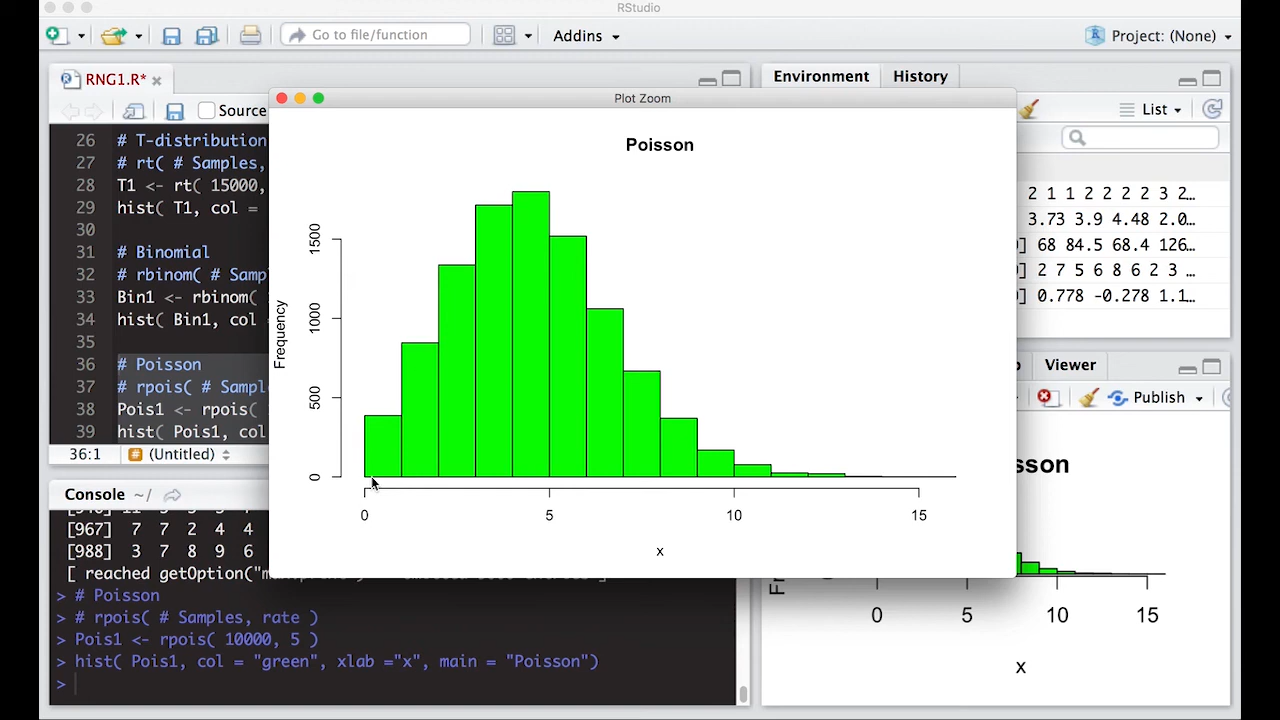 RStudio
Go to file/function
Addins
Project: (None)
RNG1.R*
Source
26 # T-distribution
27 # rt( # Samples,
28 T1 <- rt( 15000,
29 hist( T1, col =
30
31 # Binomial
32 # rbinom( # Samp
33 Bin1 <- rbinom(
34 hist( Bin1, col
35
36 # Poisson
37 # rpois( # Sampl
38 Pois1 <- rpois(
39 hist( Pois1, col
36:1 # (Untitled)
Environment
History
List
2 1 1 2 2 2 2 3 2…
3.73 3.9 4.48 2.0…
] 68 84.5 68.4 126…
] 2 7 5 6 8 6 2 3 …
] 0.778 -0.278 1.1…
Plot Zoom
Poisson
Frequency
0 500 1000 1500
0 5 10 15
x
Console ~/
[967] 7 7 2 4 4
[988] 3 7 8 9 6
[ reached getOption("m
> # Poisson
> # rpois( # Samples, rate )
> Pois1 <- rpois( 10000, 5 )
> hist( Pois1, col = "green", xlab ="x", main = "Poisson")
>
Viewer
Publish
sson
0 5 10 15
x